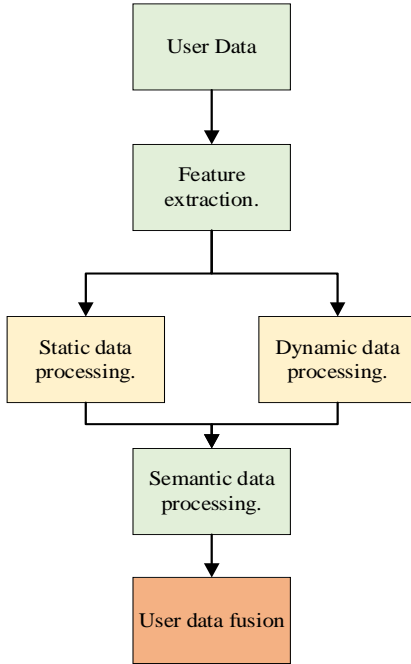 User Data
Feature
extraction.
Static data
processing.
Dynamic data
processing.
Semantic data
processing.
User data fusion